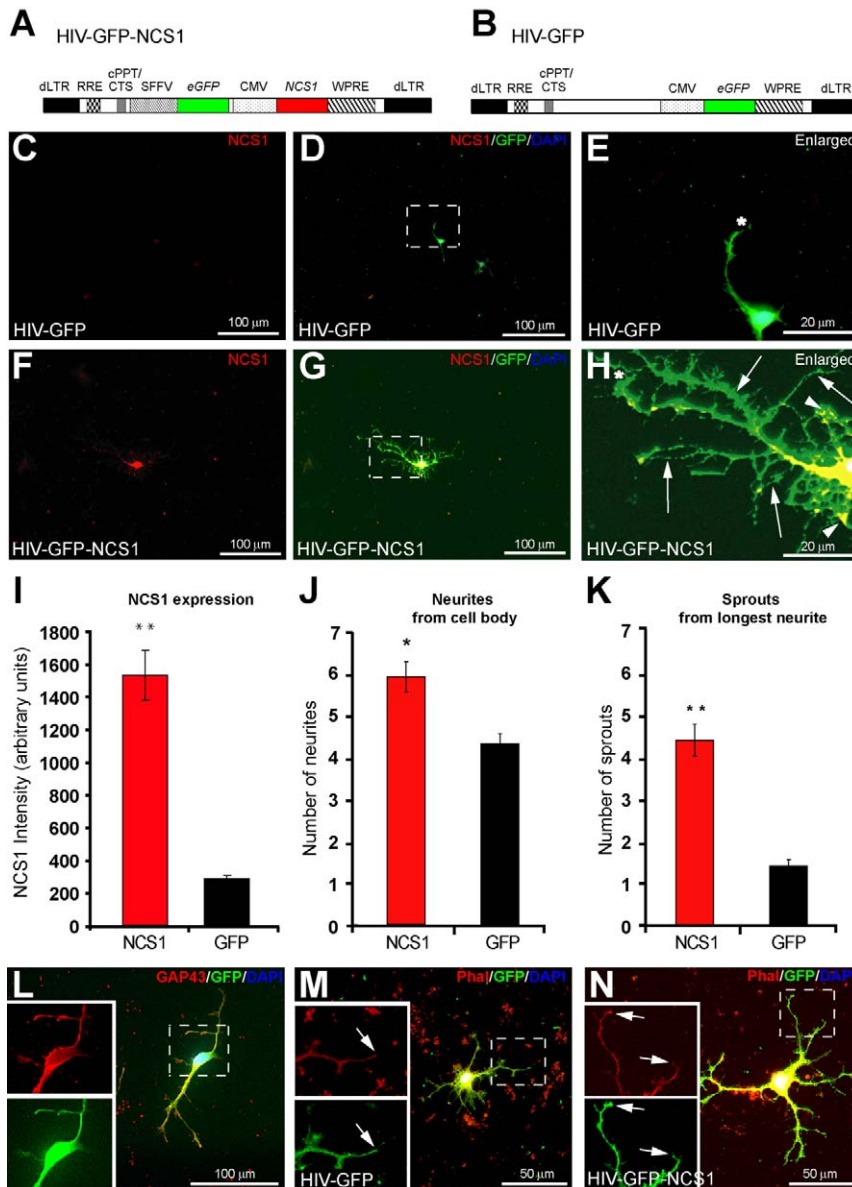 A HIV-GFP-NCS1
dLTR RRE cPPT/ CTS SFFV eGFP CMV NCS1 WPRE dLTR
B HIV-GFP
dLTR RRE cPPT/ CTS CMV eGFP WPRE dLTR
C NCS1
HIV-GFP 100 µm
D NCS1/GFP/DAPI
HIV-GFP 100 µm
E Enlarged
*
HIV-GFP 20 µm
F NCS1
HIV-GFP-NCS1 100 µm
G NCS1/GFP/DAPI
HIV-GFP-NCS1 100 µm
H Enlarged
*
HIV-GFP-NCS1 20 µm
I NCS1 expression
NCS1 Intensity (arbitrary units)
1800
1600
1400
1200
1000
800
600
400
200
0
**
NCS1 GFP
J Neurites
from cell body
Number of neurites
7
6
5
4
3
2
1
0
*
NCS1 GFP
K Sprouts
from longest neurite
Number of sprouts
7
6
5
4
3
2
1
0
**
NCS1 GFP
L GAP43/GFP/DAPI
100 µm
M Phal/GFP/DAPI
HIV-GFP 50 µm
N Phal/GFP/DAPI
HIV-GFP-NCS1 50 µm